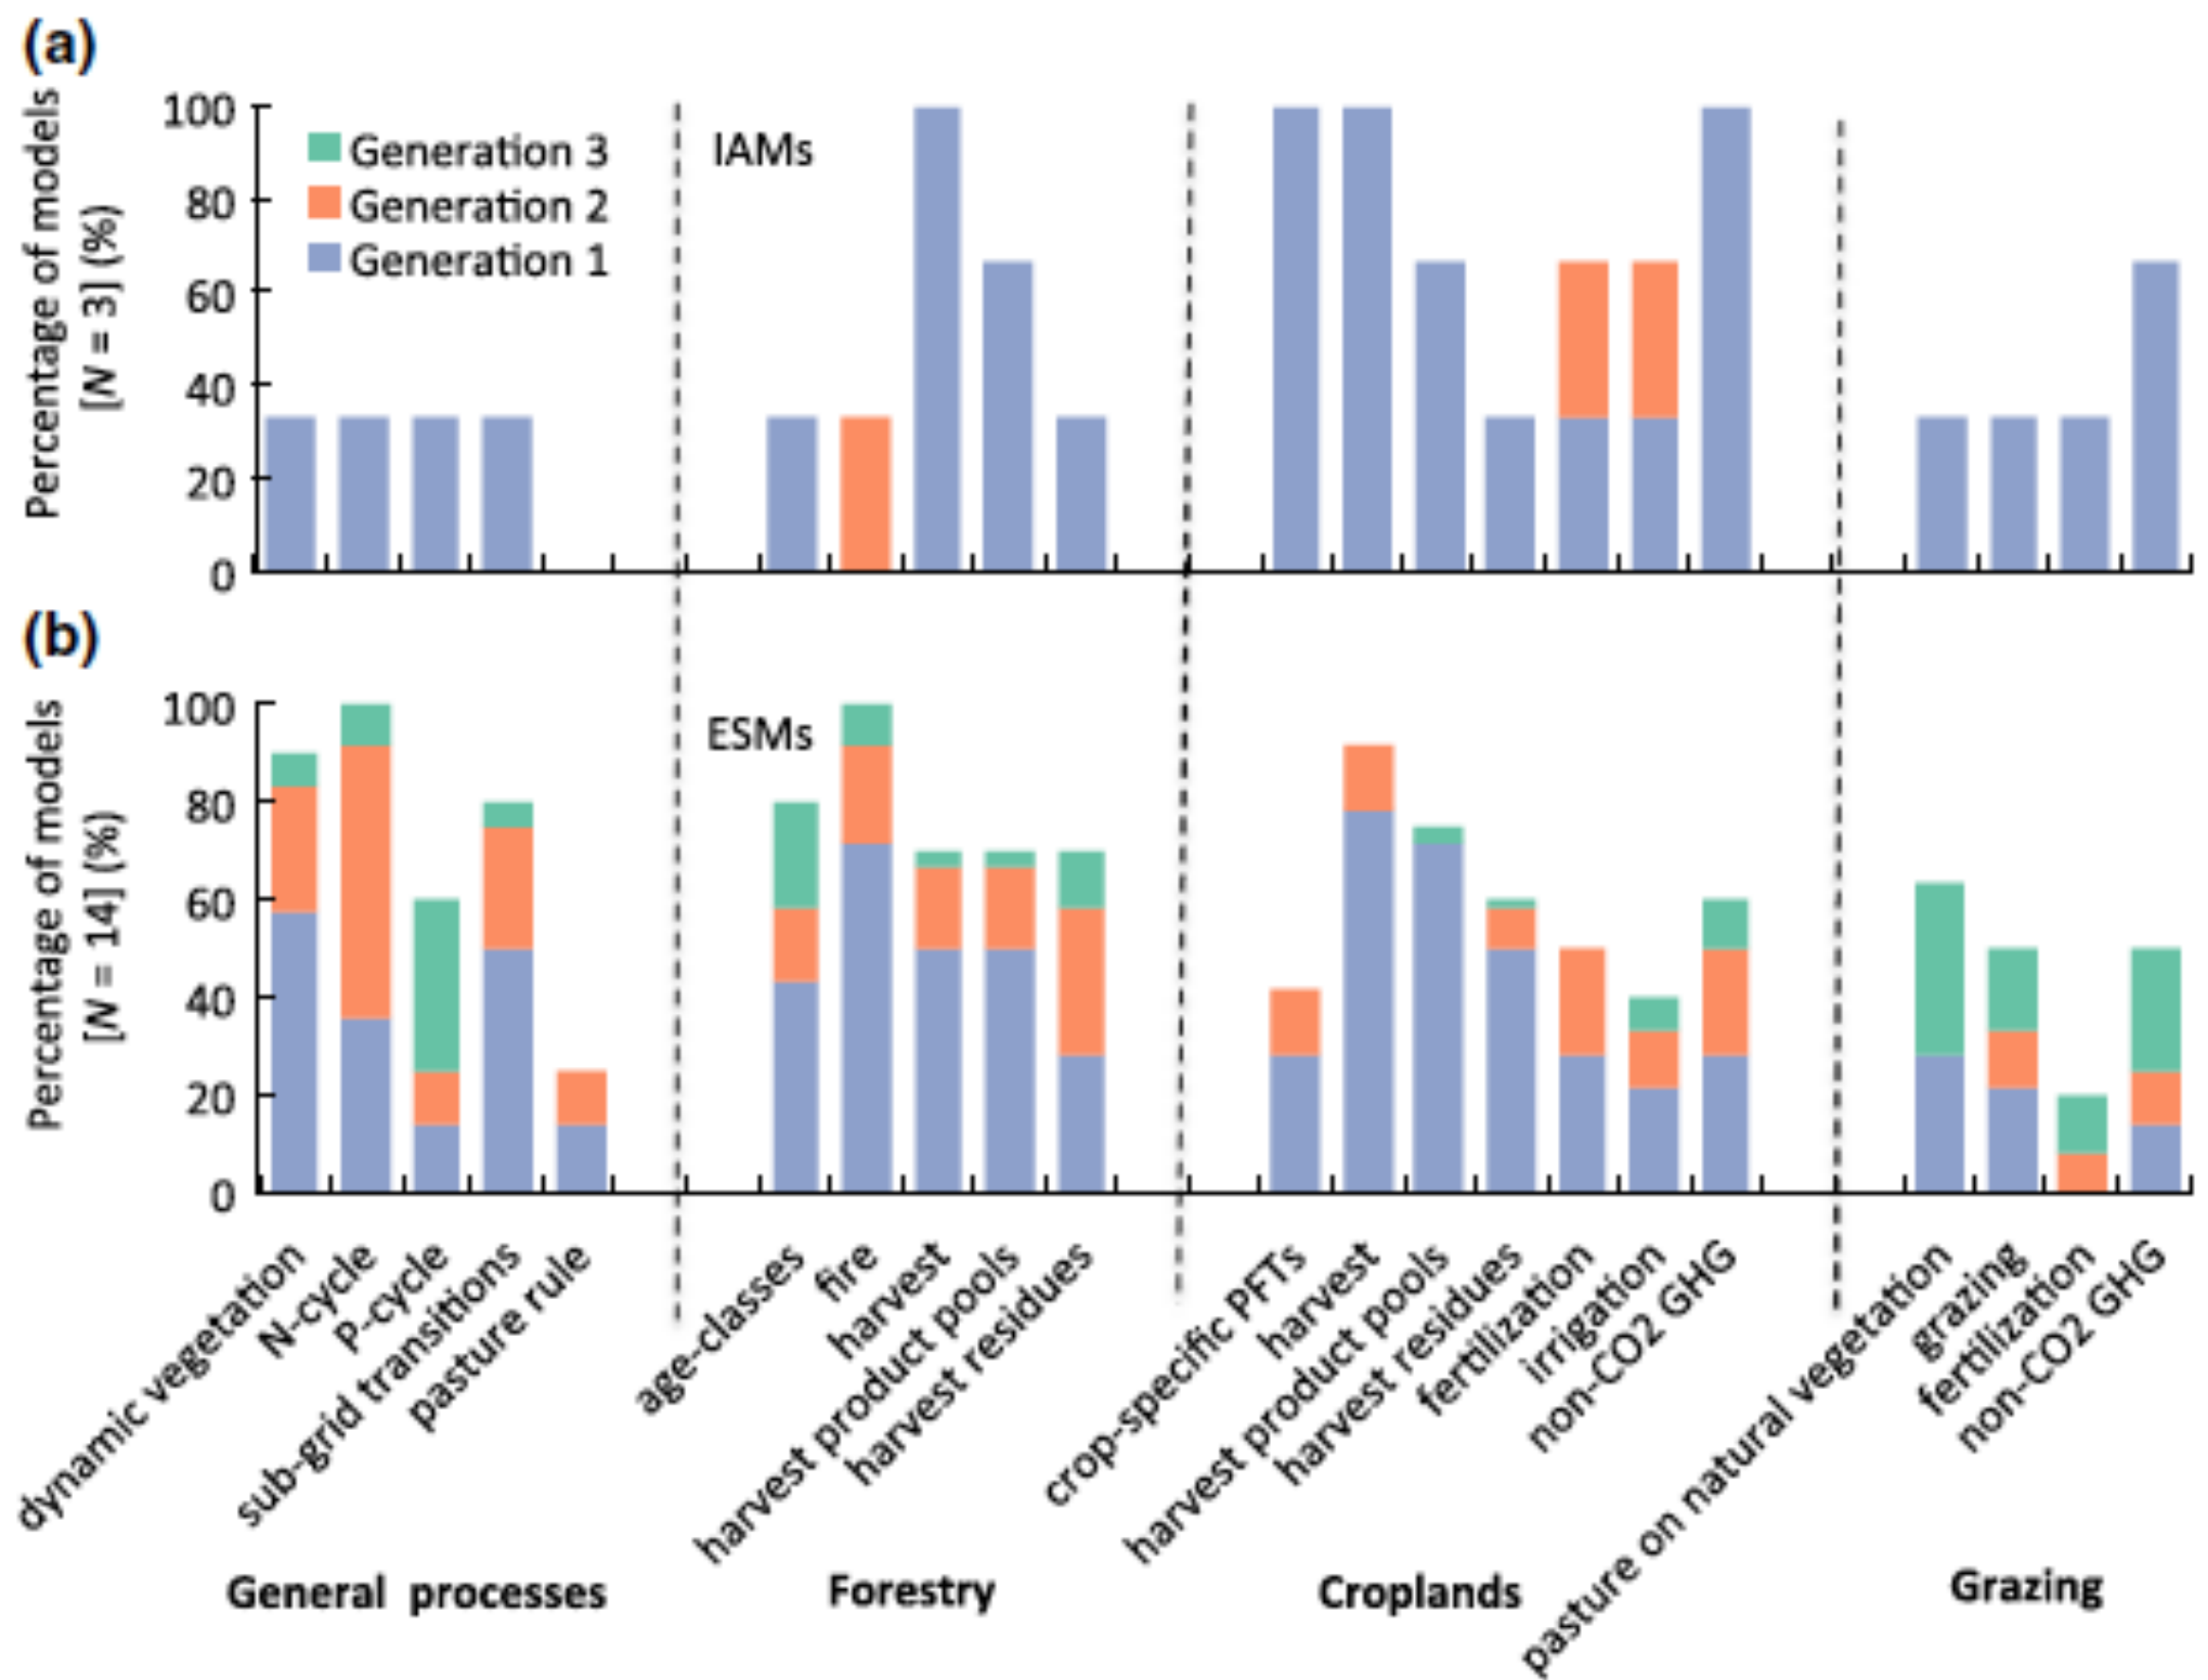 (a)
Percentage of models
[N = 3] (%)
100
80
60
40
20
0
Generation 3
Generation 2
Generation 1
IAMs
(b)
Percentage of models
[N = 14] (%)
100
80
60
40
20
0
ESMs
dynamic vegetation
N-cycle
P-cycle
sub-grid transitions
pasture rule
age-classes
fire
harvest
harvest product pools
harvest residues
crop-specific PFTs
harvest
harvest product pools
harvest residues
fertilization
irrigation
non-CO2 GHG
pasture on natural vegetation
grazing
fertilization
non-CO2 GHG
General processes
Forestry
Croplands
Grazing